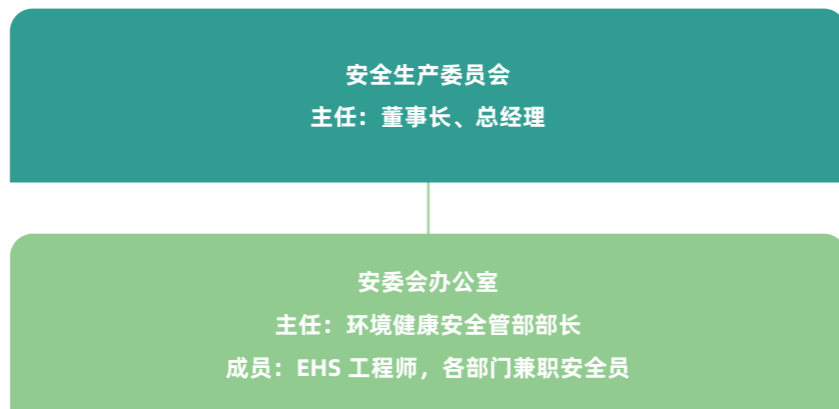 安全生产委员会
主任：董事长、总经理
安委会办公室
主任：环境健康安全管部部长
成员：EHS 工程师，各部门兼职安全员